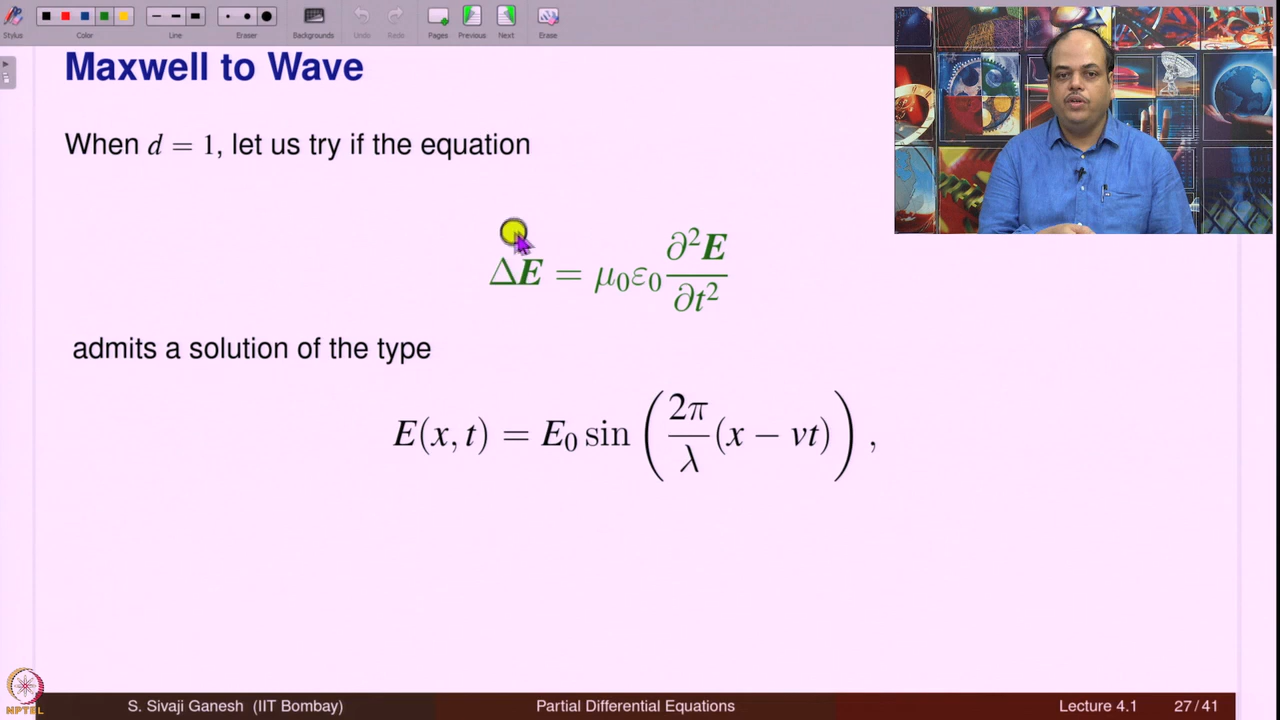 Stylus Color Line Eraser Backgrounds Undo Redo Pages Previous Next Erase
Maxwell to Wave
When d = 1, let us try if the equation
ΔE = μ₀ε₀ ∂²E/∂t²
admits a solution of the type
E(x, t) = E₀ sin (2π/λ (x − vt)),
NPTEL
S. Sivaji Ganesh (IIT Bombay) Partial Differential Equations Lecture 4.1 27/41